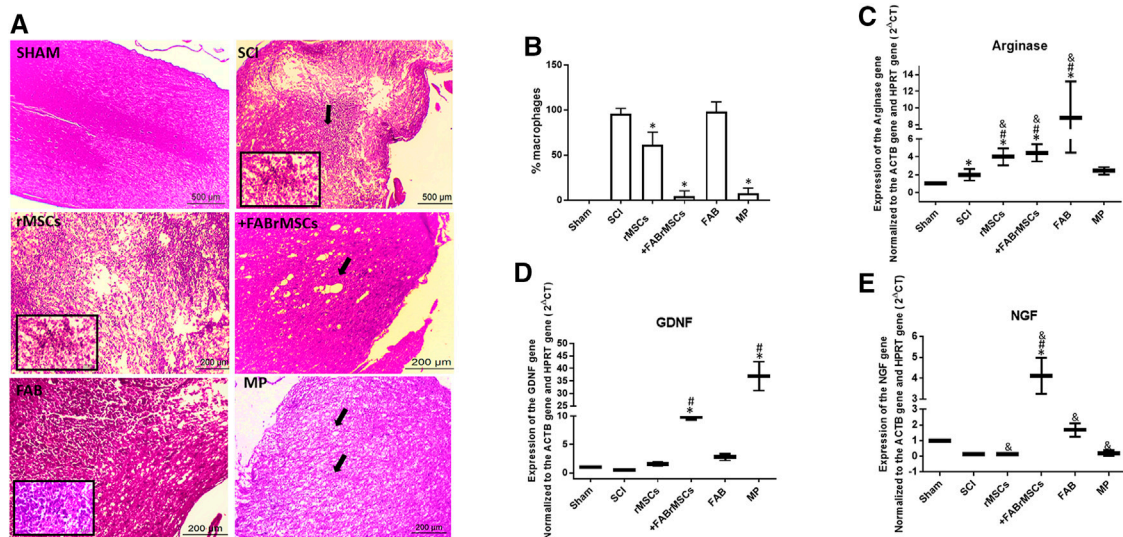 A
SHAM
500 µm
SCI
500 µm
rMSCs
200 µm
+FABrMSCs
200 µm
FAB
200 µm
MP
200 µm
B
% macrophages
150
100
50
0
* * *
Sham SCI rMSCs +FABrMSCs FAB MP
*
C
Arginase
Expression of the Arginase gene
Normalized to the ACTB gene and HPRT gene ( 2^CT)
14
12
10
8
6
4
2
0
*
&
#
*
&
#
*
&
#
*
Sham SCI rMSCs +FABrMSCs FAB MP
D
GDNF
Expression of the GDNF gene
Normalized to the ACTB gene and HPRT gene ( 2^CT)
50
45
40
35
30
25
20
15
10
5
0
#
*
#
*
Sham SCI rMSCs +FABrMSCs FAB MP
E
NGF
Expression of the NGF gene
Normalized to the ACTB gene and HPRT gene ( 2^CT)
6
5
4
3
2
1
0
&
&
#
*
&
&
Sham SCI rMSCs +FABrMSCs FAB MP